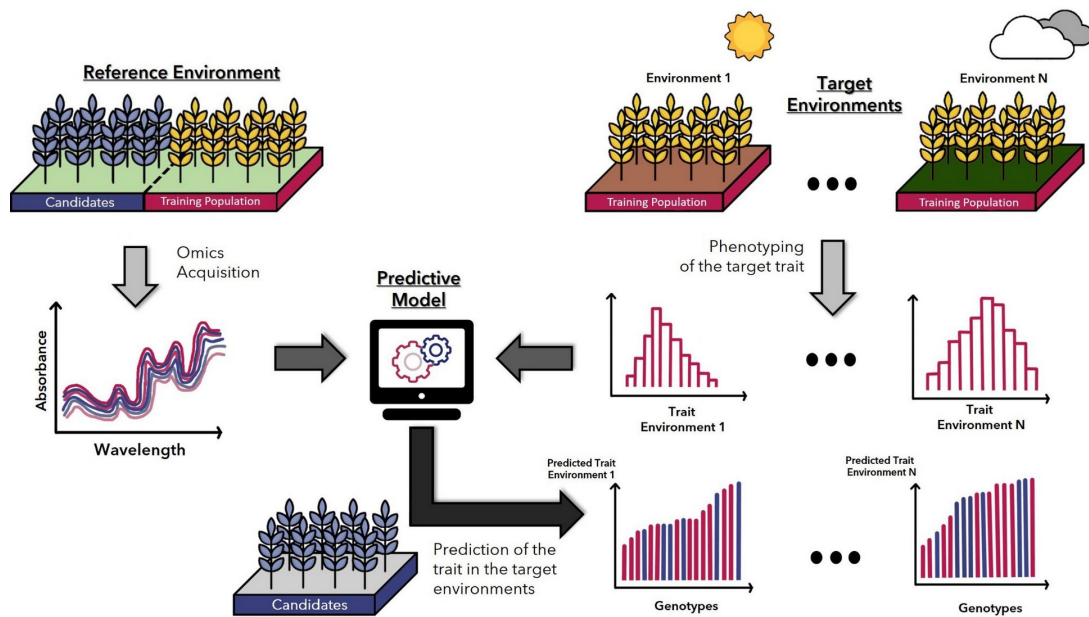 Reference Environment
Candidates
Training Population
Environment 1
Target
Environments
Environment N
Training Population
Training Population
Omics
Acquisition
Phenotyping
of the target trait
Predictive
Model
Absorbance
Wavelength
Trait
Environment 1
Trait
Environment N
Predicted Trait
Environment 1
Genotypes
Predicted Trait
Environment N
Genotypes
Prediction of the
trait in the target
environments
Candidates